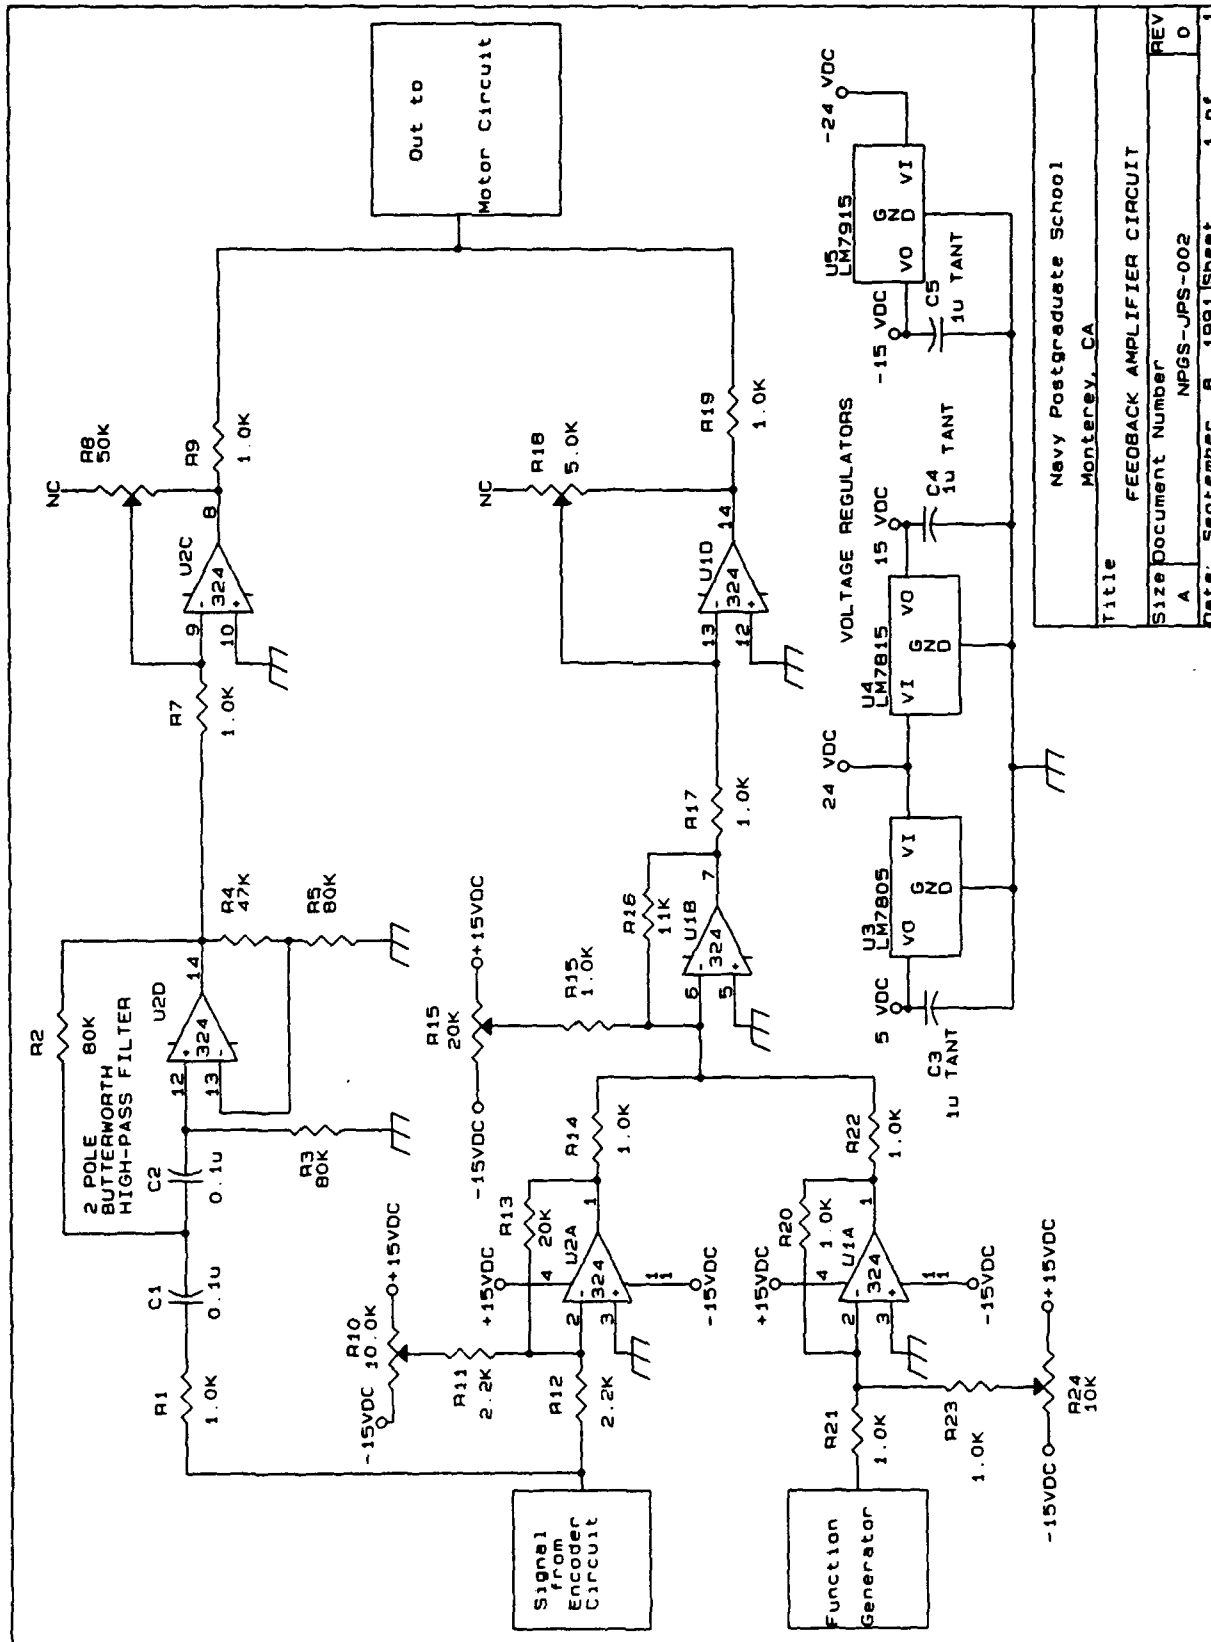 Signal
from
Encoder
Circuit
Function
Generator
R1
1.0K
C1
0.1u
2 POLE
BUTTERWORTH
HIGH-PASS FILTER
C2
0.1u
R2
80K
R3
80K
U2D
12
13
14
324
+
-
R4
47K
R5
80K
R7
1.0K
U2C
9
10
8
324
-
+
NC
R8
50K
R9
1.0K
Out to
Motor Circuit
-15VDC
+15VDC
R10
10.0K
R11
2.2K
R12
2.2K
R13
20K
U2A
+15VDC
4
2
3
1
324
-
+
11
-15VDC
R14
1.0K
-15VDC
+15VDC
R15
20K
R15
1.0K
R16
11K
U1B
6
5
7
324
-
+
R17
1.0K
NC
R18
5.0K
U1D
13
12
14
324
-
+
R19
1.0K
R20
1.0K
U1A
+15VDC
4
2
3
1
324
-
+
11
-15VDC
R21
1.0K
R22
1.0K
R23
1.0K
R24
10K
-15VDC
+15VDC
VOLTAGE REGULATORS
5 VDC
C3
1u TANT
U3
LM7805
VO
VI
GND
24 VDC
U4
LM7815
VI
VO
GND
15 VDC
C4
1u TANT
-15 VDC
C5
1u TANT
U5
LM7915
VO
VI
GND
-24 VDC
Navy Postgraduate School
Monterey, CA
Title
FEEDBACK AMPLIFIER CIRCUIT
Size Document Number
REV
A
NPGS-JPS-002
0
Date: September 8, 1991 Sheet 1 of 1